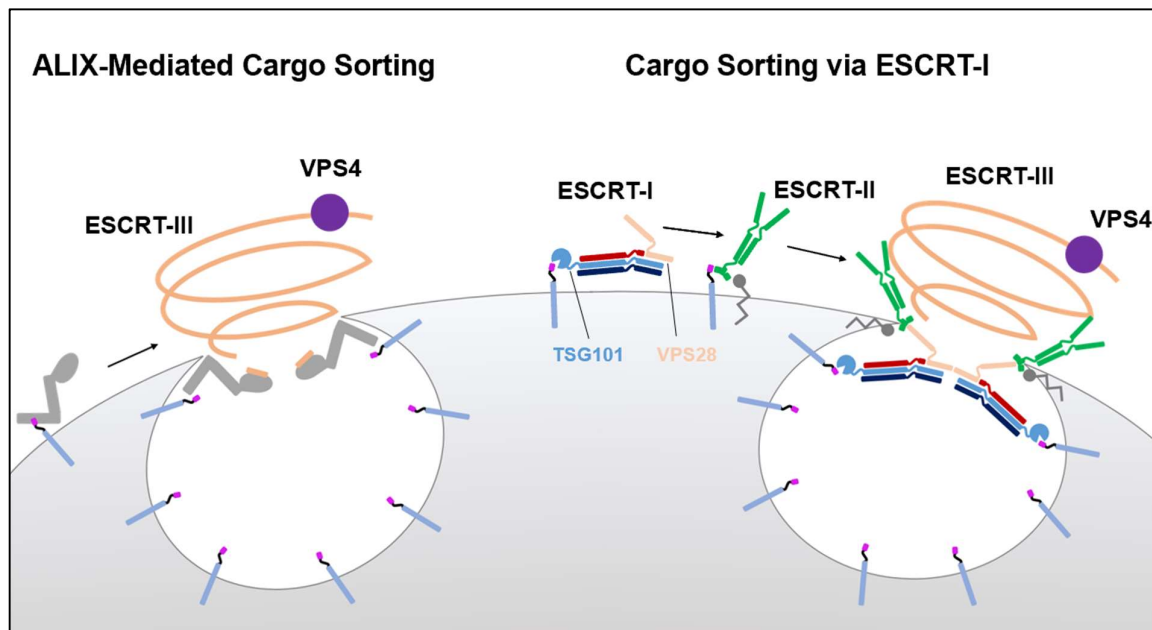 ALIX-Mediated Cargo Sorting
VPS4
ESCRT-III
Cargo Sorting via ESCRT-I
ESCRT-I
ESCRT-II
ESCRT-III
VPS4
TSG101
VPS28